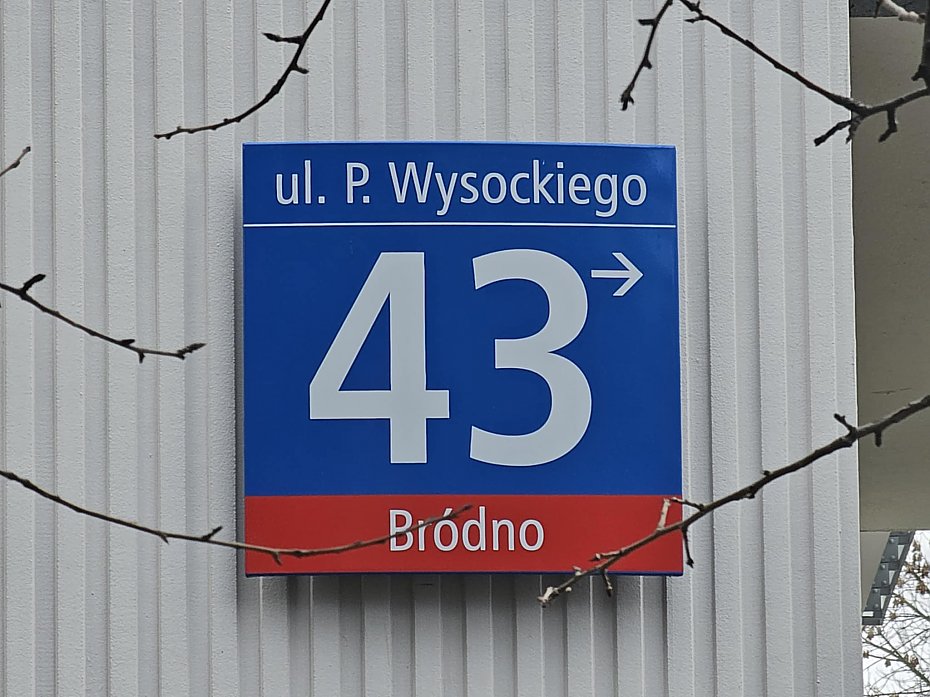 ul. P. Wysockiego
43 →
Bródno